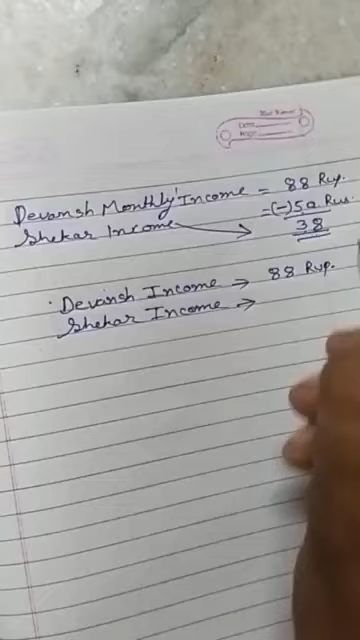 Devansh Monthly Income = 88 Rup.
Shekar Income → = (-) 50 Rus.
38
Devansh Income → 88 Rup.
Shekar Income →